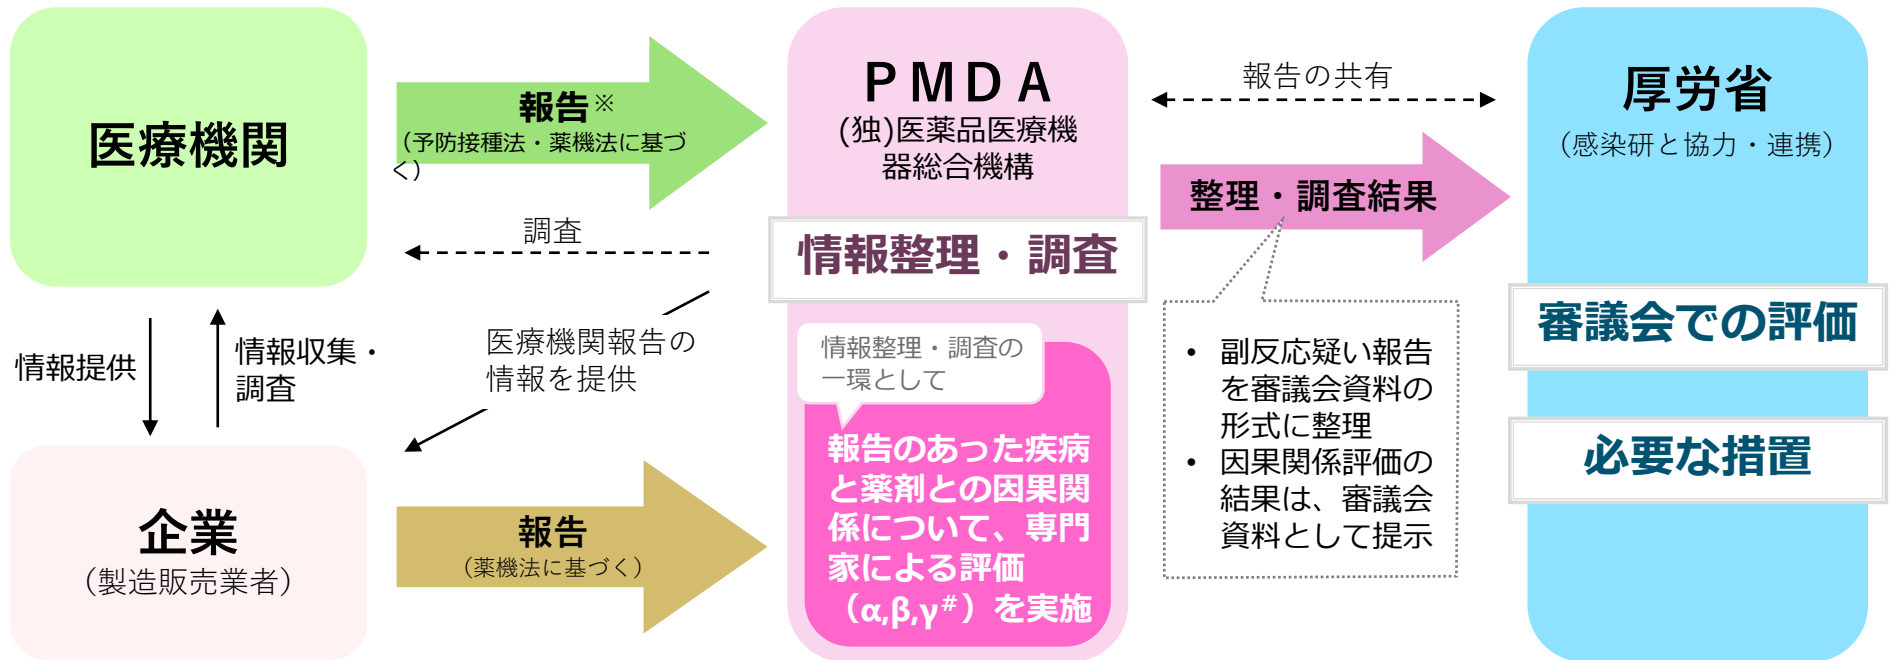 医療機関
報告※
（予防接種法・薬機法に基づ
く）
調査
情報提供
情報収集・
調査
医療機関報告の
情報を提供
企業
（製造販売業者）
報告
（薬機法に基づく）
ＰＭＤＡ
(独)医薬品医療機
器総合機構
情報整理・調査
情報整理・調査の
一環として
報告のあった疾病
と薬剤との因果関
係について、専門
家による評価
（α,β,γ#）を実施
報告の共有
整理・調査結果
• 副反応疑い報告
を審議会資料の
形式に整理
• 因果関係評価の
結果は、審議会
資料として提示
厚労省
（感染研と協力・連携）
審議会での評価
必要な措置